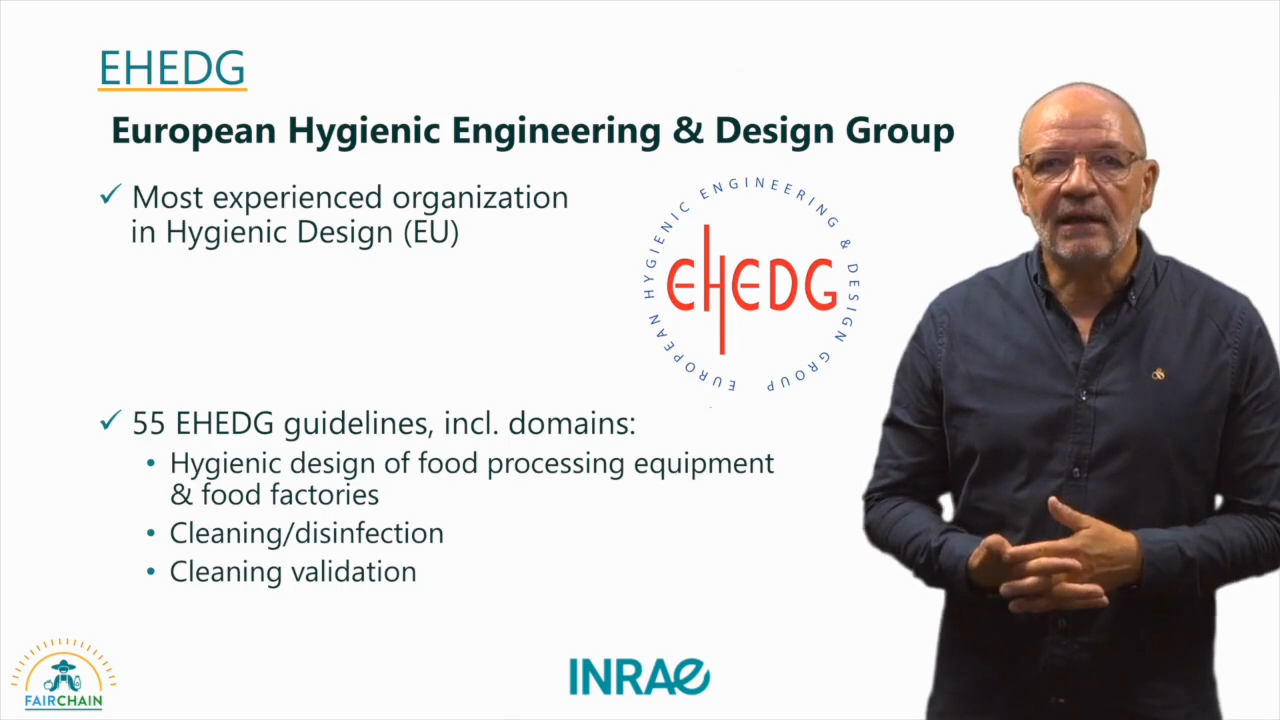 EHEDG
European Hygienic Engineering & Design Group
✓ Most experienced organization
in Hygienic Design (EU)
EUROPEAN HYGIENIC ENGINEERING & DESIGN GROUP
EHEDG
✓ 55 EHEDG guidelines, incl. domains:
• Hygienic design of food processing equipment
& food factories
• Cleaning/disinfection
• Cleaning validation
FAIRCHAIN
INRAE